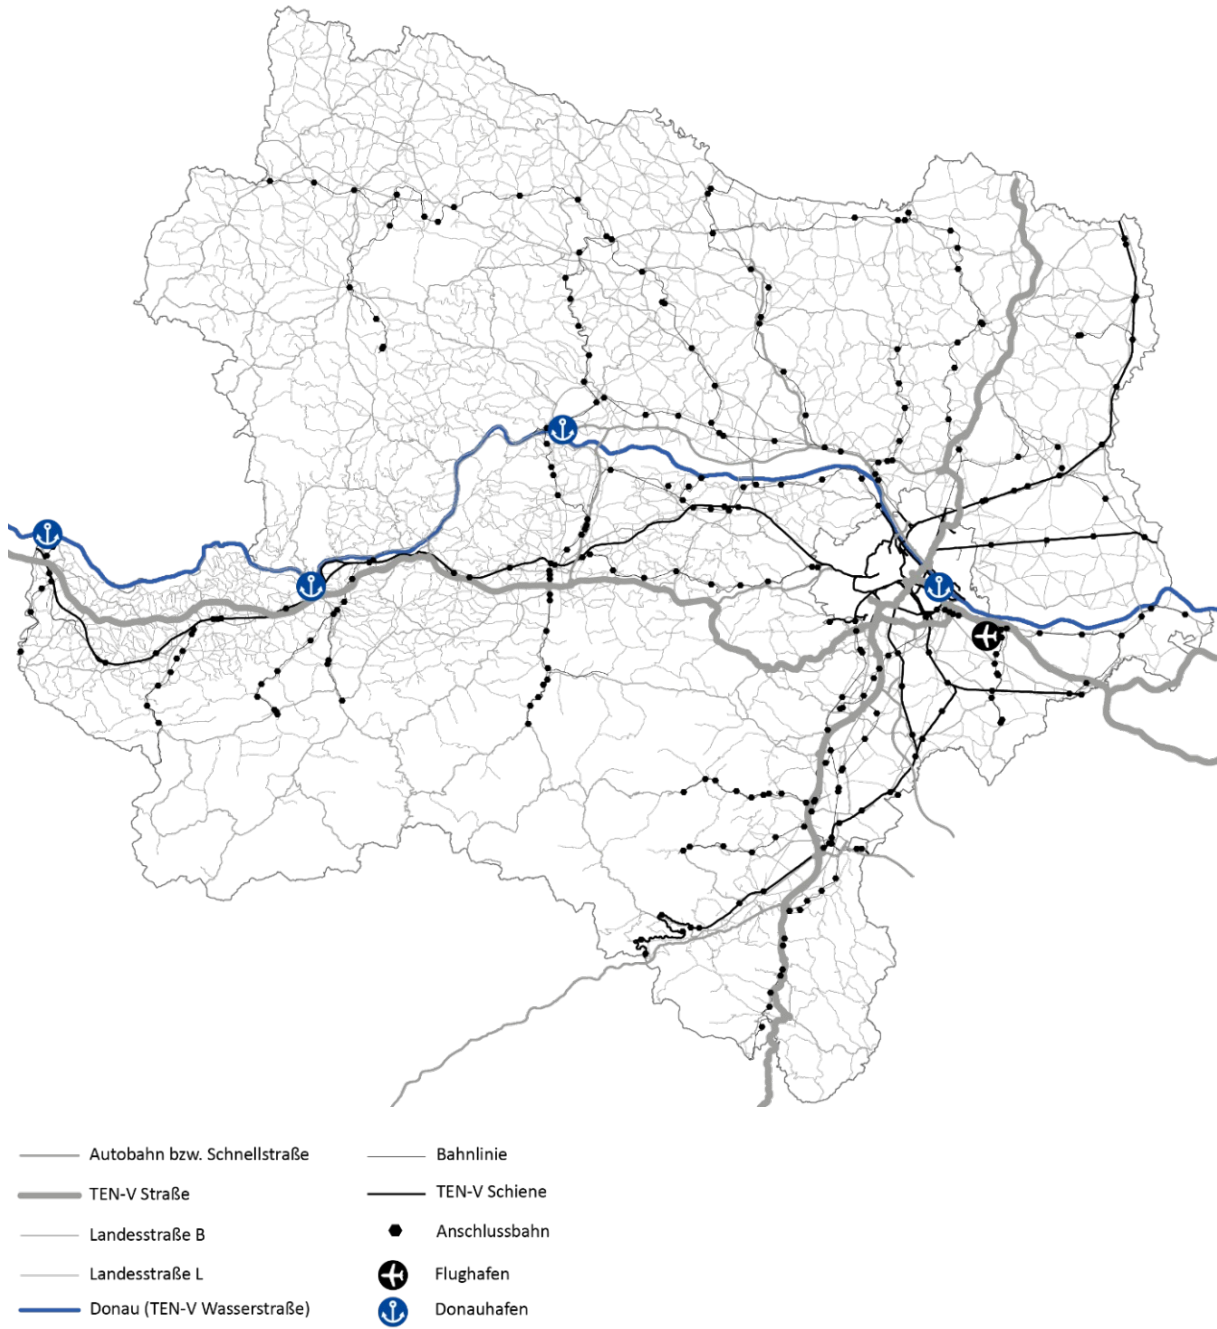 Autobahn bzw. Schnellstraße
TEN-V Straße
Landesstraße B
Landesstraße L
Donau (TEN-V Wasserstraße)
Bahnlinie
TEN-V Schiene
Anschlussbahn
Flughafen
Donauhafen